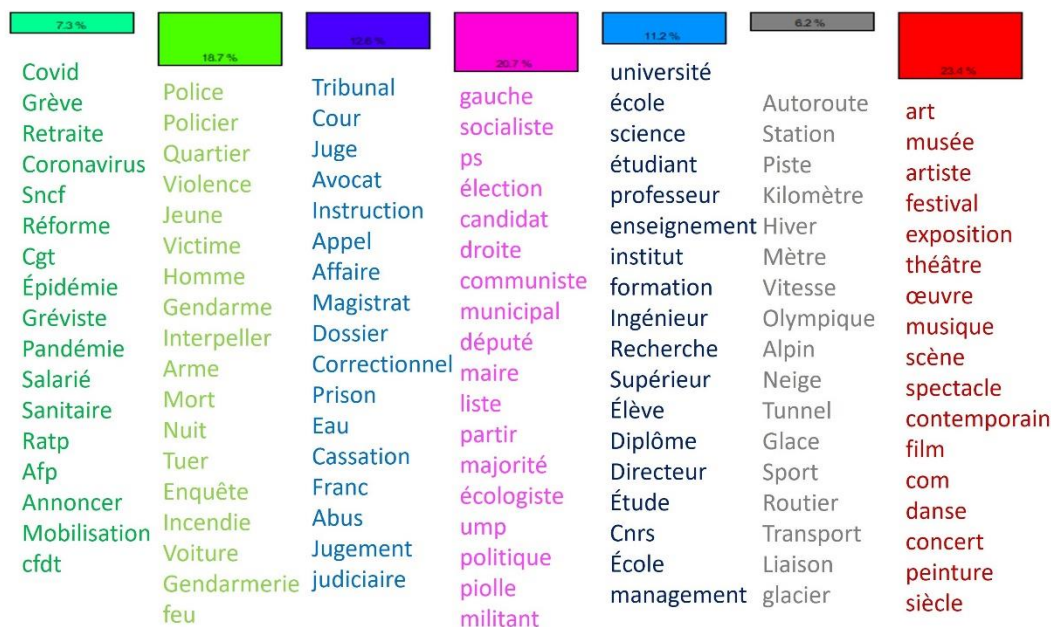 7.3 %
Covid
Grève
Retraite
Coronavirus
Sncf
Réforme
Cgt
Épidémie
Gréviste
Pandémie
Salarié
Sanitaire
Ratp
Afp
Annoncer
Mobilisation
cfdt
18.7 %
Police
Policier
Quartier
Violence
Jeune
Victime
Homme
Gendarme
Interpeller
Arme
Mort
Nuit
Tuer
Enquête
Incendie
Voiture
Gendarmerie
feu
12.6 %
Tribunal
Cour
Juge
Avocat
Instruction
Appel
Affaire
Magistrat
Dossier
Correctionnel
Prison
Eau
Cassation
Franc
Abus
Jugement
judiciaire
20.7 %
gauche
socialiste
ps
élection
candidat
droite
communiste
municipal
député
maire
liste
partir
majorité
écologiste
ump
politique
piolle
militant
11.2 %
université
école
science
étudiant
professeur
enseignement
institut
formation
Ingénieur
Recherche
Supérieur
Élève
Diplôme
Directeur
Étude
Cnrs
École
management
6.2 %
Autoroute
Station
Piste
Kilomètre
Hiver
Mètre
Vitesse
Olympique
Alpin
Neige
Tunnel
Glace
Sport
Routier
Transport
Liaison
glacier
23.4 %
art
musée
artiste
festival
exposition
théâtre
œuvre
musique
scène
spectacle
contemporain
film
com
danse
concert
peinture
siècle